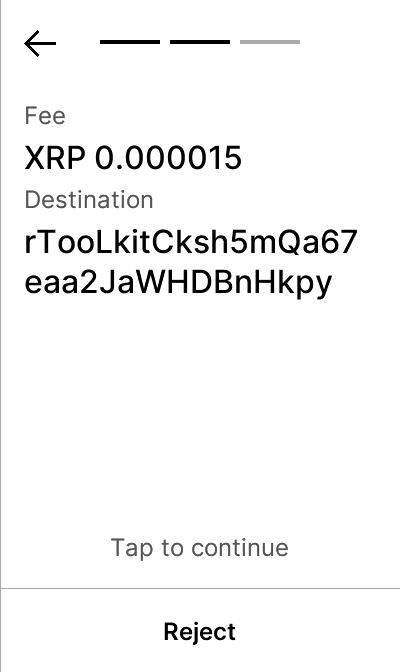 Fee
XRP 0.000015
Destination
rTooLkitCksh5mQa67
eaa2JaWHDBnHkpy
Tap to continue
Reject